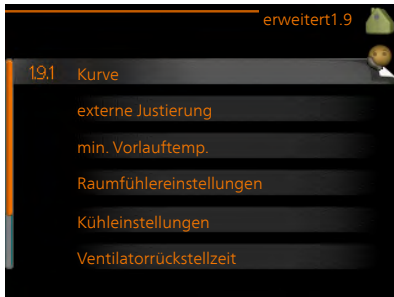 erweitert1.9
1.9.1 Kurve
externe Justierung
min. Vorlauftemp.
Raumfühlereinstellungen
Kühleinstellungen
Ventilatorrückstellzeit